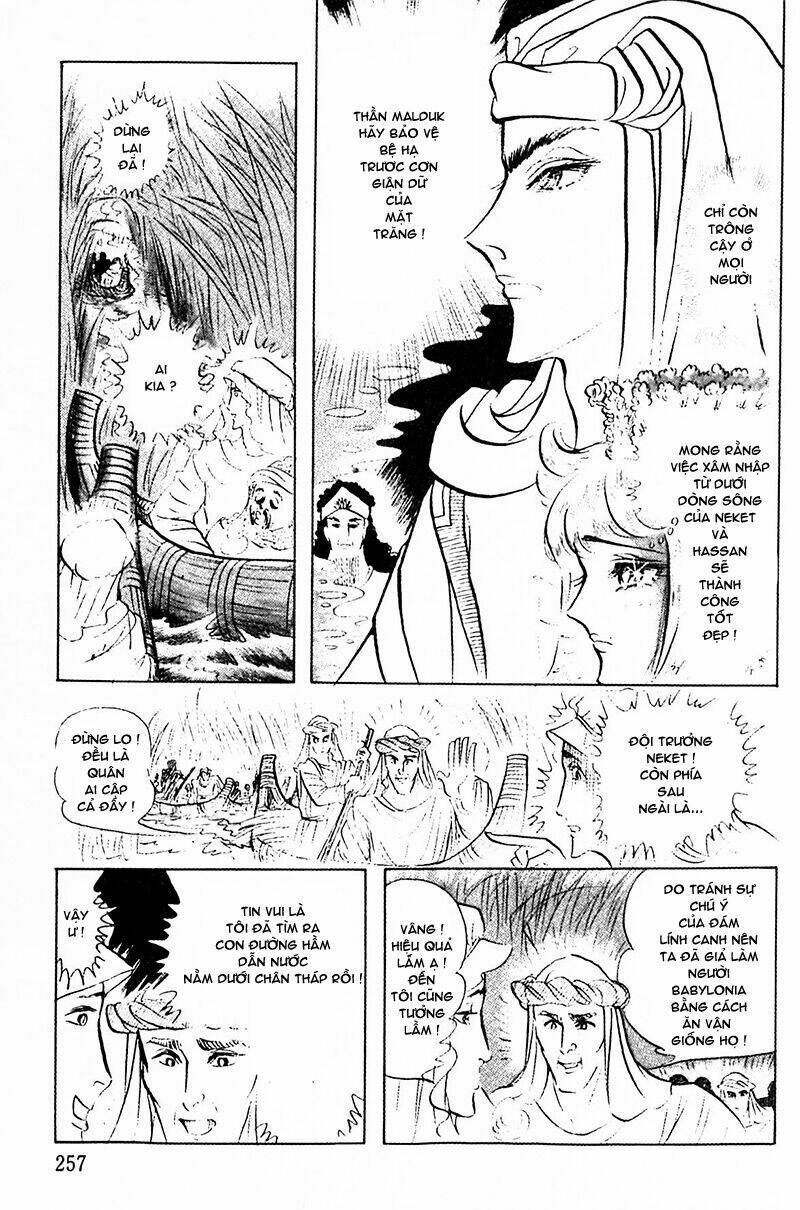 CHỈ CÒN
TRÔNG
CẬY Ở
MỌI
NGƯỜI
THẦN MALDUK
HÃY BẢO VỆ
BỆ HẠ
TRƯỚC CƠN
GIẬN DỮ
CỦA
MẶT
TRĂNG !
MONG RẰNG
VIỆC XÂM NHẬP
TỪ DƯỚI
DÒNG SÔNG
CỦA NEKET
VÀ
HASSAN
SẼ
THÀNH
CÔNG
TỐT
ĐẸP !
DỪNG
LẠI
ĐÃ !
AI
KIA ?
ĐỘI TRƯỞNG
NEKET !
CÒN PHÍA
SAU
NGÀI LÀ...
ĐỪNG LO !
ĐỀU LÀ
QUÂN
AI CẬP
CẢ ĐẤY !
DO TRÁNH SỰ
CHÚ Ý
CỦA ĐÁM
LÍNH CANH NÊN
TA ĐÃ GIẢ LÀM
NGƯỜI
BABYLONIA
BẰNG CÁCH
ĂN VẬN
GIỐNG HỌ !
VÂNG !
HIỆU QUẢ
LẮM Ạ !
ĐẾN
TÔI CŨNG
TƯỞNG
LẦM !
TIN VUI LÀ
TÔI ĐÃ TÌM RA
CON ĐƯỜNG HẦM
DẪN NƯỚC
NẰM DƯỚI CHÂN THÁP RỒI !
VẬY
Ư !
257